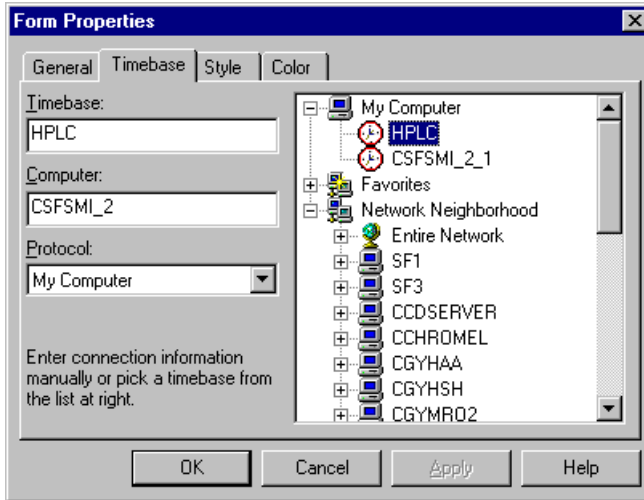 Form Properties
General Timebase Style Color
Timebase:
HPLC
Computer:
CSFSMI_2
Protocol:
My Computer
Enter connection information
manually or pick a timebase from
the list at right.
My Computer
HPLC
CSFSMI_2_1
Favorites
Network Neighborhood
Entire Network
SF1
SF3
CCDSERVER
CCHROMEL
CGYHAA
CGYHSH
CGYMRO2
OK Cancel Apply Help